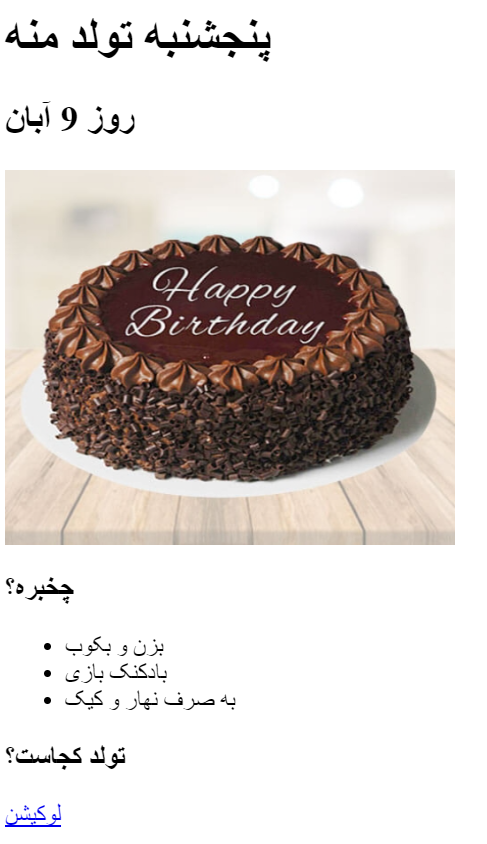 پنجشنبه تولد منه
روز 9 آبان
Happy
Birthday
چخبره؟
بزن و بکوب
بادکنک بازی
به صرف نهار و کیک
تولد کجاست؟
لوکیشن